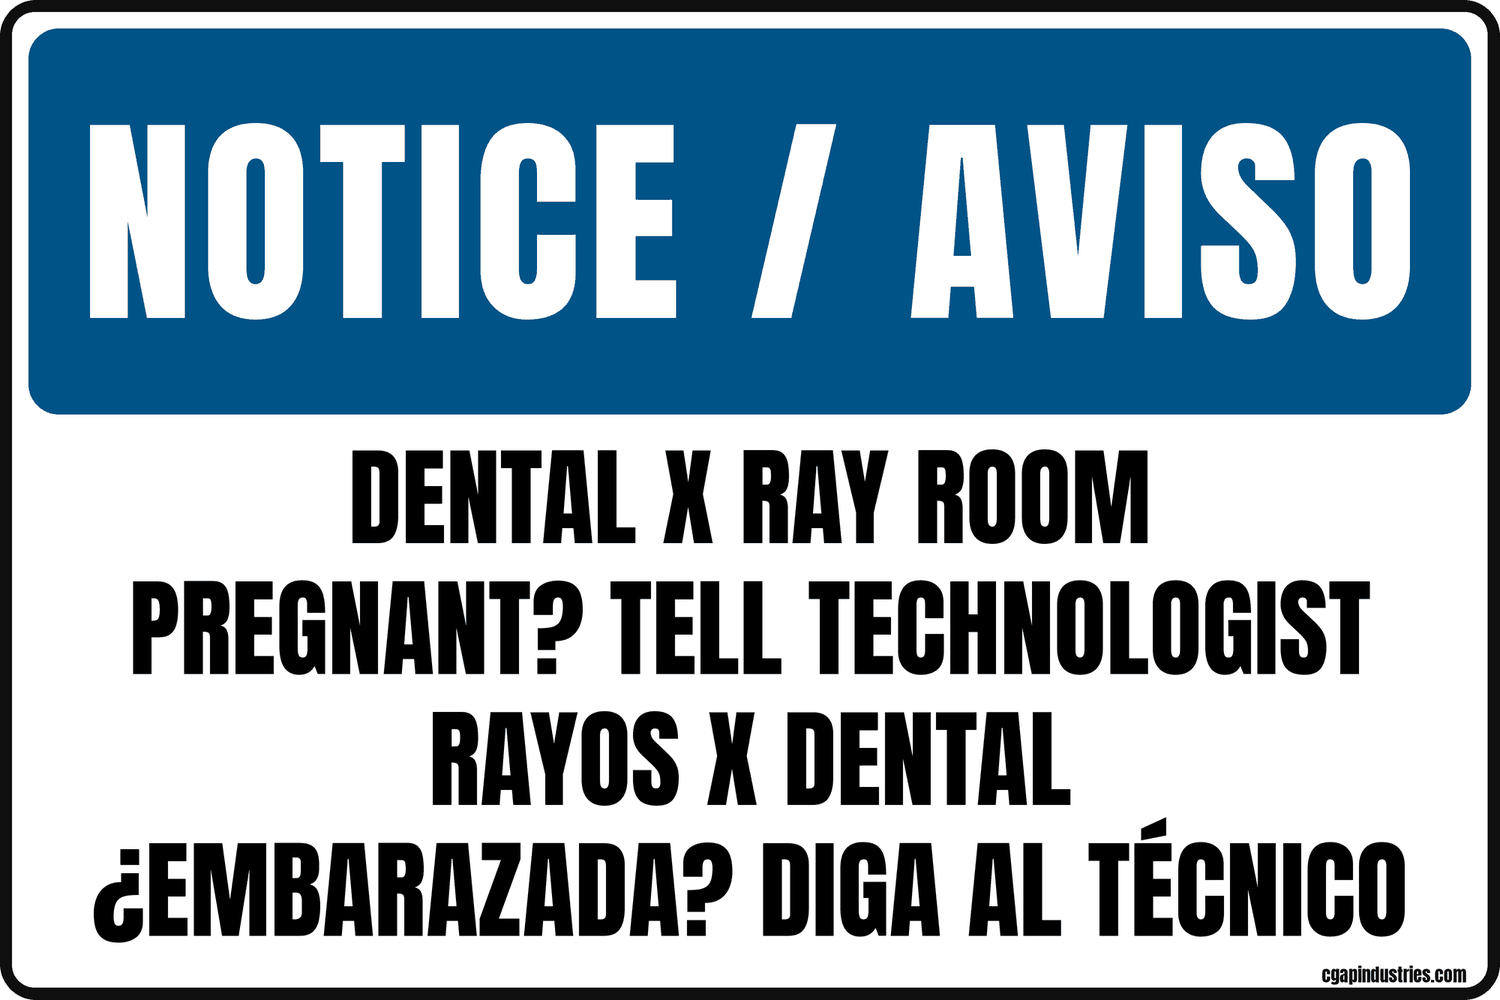 NOTICE / AVISO
DENTAL X RAY ROOM
PREGNANT? TELL TECHNOLOGIST
RAYOS X DENTAL
¿EMBARAZADA? DIGA AL TÉCNICO
cgapindustries.com